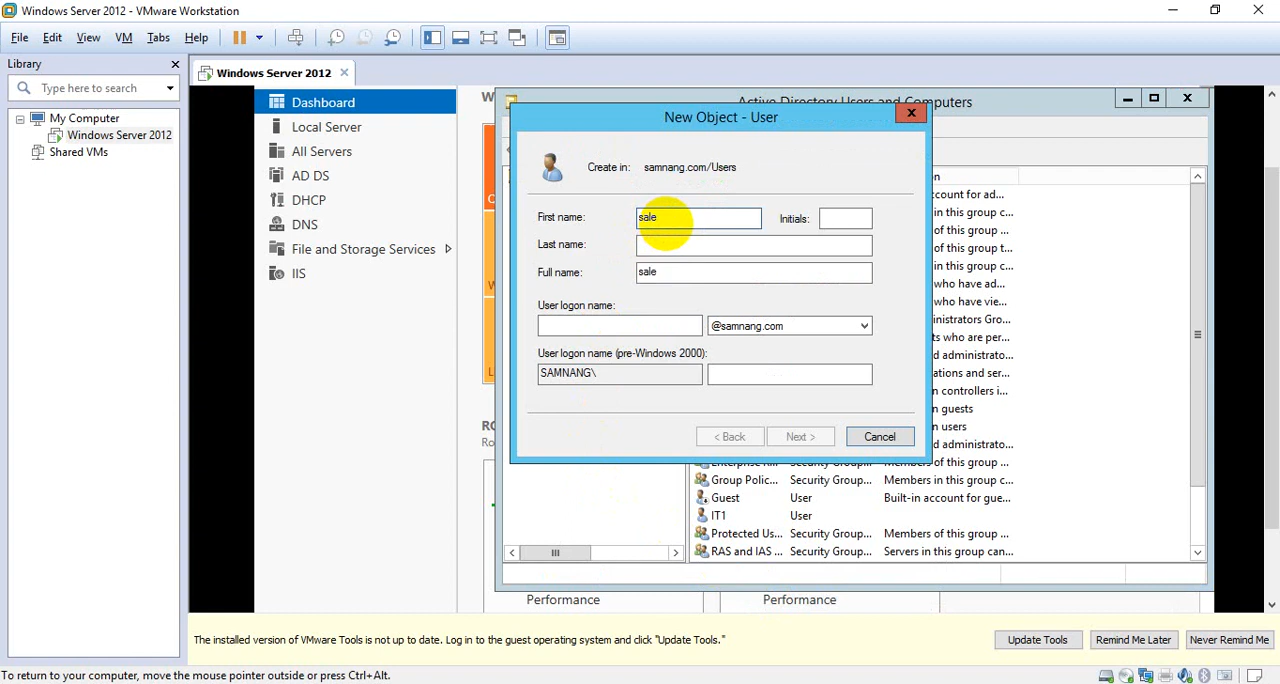 Windows Server 2012 - VMware Workstation
File Edit View VM Tabs Help
Library
Type here to search
My Computer
Windows Server 2012
Shared VMs
Windows Server 2012
Dashboard
Local Server
All Servers
AD DS
DHCP
DNS
File and Storage Services
IIS
Active Directory Users and Computers
New Object - User
Create in: samnang.com/Users
First name: sale Initials:
Last name:
Full name: sale
User logon name:
@samnang.com
User logon name (pre-Windows 2000):
SAMNANG\
< Back Next > Cancel
count for ad...
in this group c...
of this group ...
of this group t...
in this group c...
who have ad...
who have vie...
ministrators Gro...
ts who are per...
d administrato...
ations and ser...
n controllers i...
n guests
n users
d administrato...
Security Group... Members of this group ...
Group Polic... Security Group... Members in this group c...
Guest User Built-in account for gue...
IT1 User
Protected Us... Security Group... Members of this group ...
RAS and IAS ... Security Group... Servers in this group can...
Performance Performance
The installed version of VMware Tools is not up to date. Log in to the guest operating system and click "Update Tools."
Update Tools Remind Me Later Never Remind Me
To return to your computer, move the mouse pointer outside or press Ctrl+Alt.